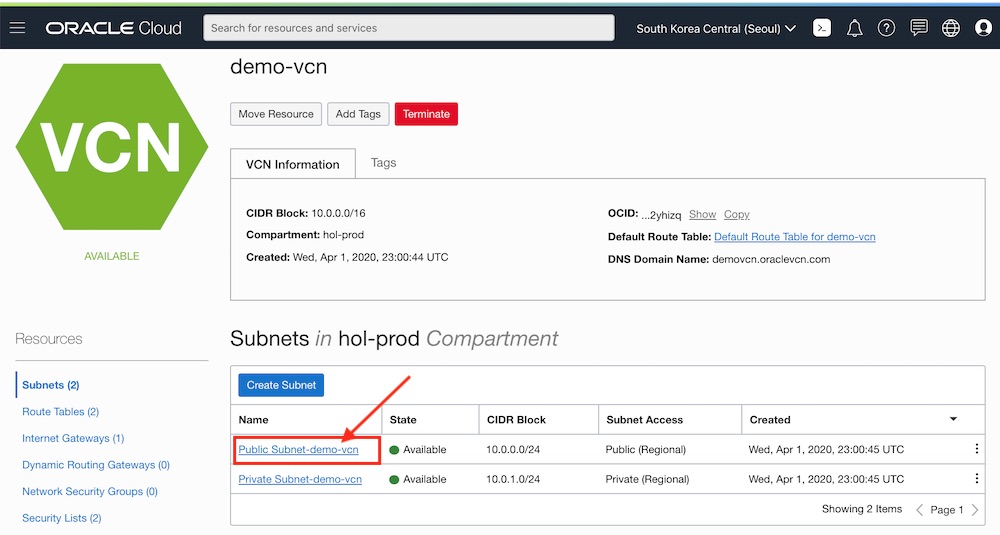 ORACLE Cloud
Search for resources and services
South Korea Central (Seoul)
VCN
AVAILABLE
demo-vcn
Move Resource Add Tags Terminate
VCN Information Tags
CIDR Block: 10.0.0.0/16
Compartment: hol-prod
Created: Wed, Apr 1, 2020, 23:00:44 UTC
OCID: ...2yhizq Show Copy
Default Route Table: Default Route Table for demo-vcn
DNS Domain Name: demovcn.oraclevcn.com
Resources
Subnets (2)
Route Tables (2)
Internet Gateways (1)
Dynamic Routing Gateways (0)
Network Security Groups (0)
Security Lists (2)
Subnets in hol-prod Compartment
Create Subnet
Name State CIDR Block Subnet Access Created
Public Subnet-demo-vcn Available 10.0.0.0/24 Public (Regional) Wed, Apr 1, 2020, 23:00:45 UTC
Private Subnet-demo-vcn Available 10.0.1.0/24 Private (Regional) Wed, Apr 1, 2020, 23:00:45 UTC
Showing 2 Items Page 1